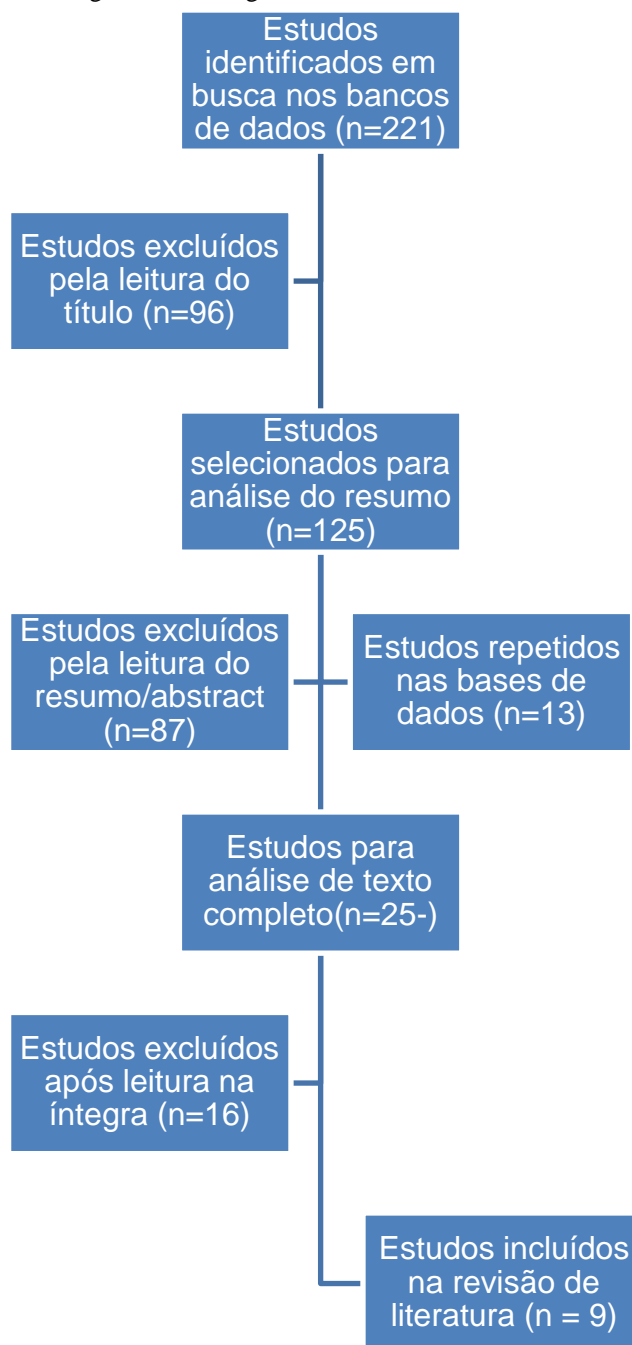 Estudos
identificados em
busca nos bancos
de dados (n=221)
Estudos excluídos
pela leitura do
título (n=96)
Estudos
selecionados para
análise do resumo
(n=125)
Estudos excluídos
pela leitura do
resumo/abstract
(n=87)
Estudos repetidos
nas bases de
dados (n=13)
Estudos para
análise de texto
completo(n=25-)
Estudos excluídos
após leitura na
íntegra (n=16)
Estudos incluídos
na revisão de
literatura (n = 9)